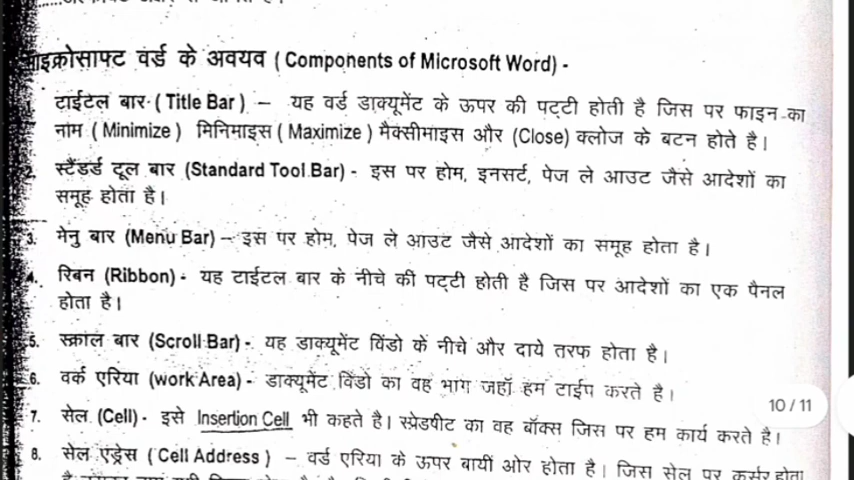 माइक्रोसाफ्ट वर्ड के अवयव ( Components of Microsoft Word) -
1. टाईटल बार ( Title Bar ) – यह वर्ड डाक्यूमेंट के ऊपर की पट्टी होती है जिस पर फाइन का
नाम ( Minimize ) मिनिमाइस ( Maximize ) मैक्सीमाइस और (Close) क्लोज के बटन होते है।
2. स्टैंडर्ड टूल बार (Standard Tool Bar) - इस पर होम, इनसर्ट, पेज ले आउट जैसे आदेशों का
समूह होता है।
3. मेनु बार (Menu Bar) – इस पर होम, पेज ले आउट जैसे आदेशों का समूह होता है।
4. रिबन (Ribbon) - यह टाईटल बार के नीचे की पट्टी होती है जिस पर आदेशों का एक पैनल
होता है।
5. स्क्राल बार (Scroll Bar) - यह डाक्यूमेंट विंडो के नीचे और दाये तरफ होता है।
6. वर्क एरिया (work Area) - डाक्यूमेंट विंडो का वह भाग जहॉ हम टाईप करते है।
10 / 11
7. सेल (Cell) - इसे Insertion Cell भी कहते है। स्प्रेडषीट का वह बॉक्स जिस पर हम कार्य करते है।
8. सेल एंड्रेस ( Cell Address ) – वर्ड एरिया के ऊपर बायीं ओर होता है। जिस सेल पर कर्सर होता